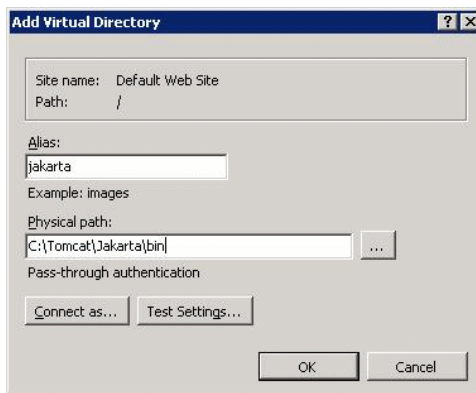 Add Virtual Directory
Site name: Default Web Site
Path: /
Alias:
jakarta
Example: images
Physical path:
C:\Tomcat\Jakarta\bin
...
Pass-through authentication
Connect as... Test Settings...
OK Cancel